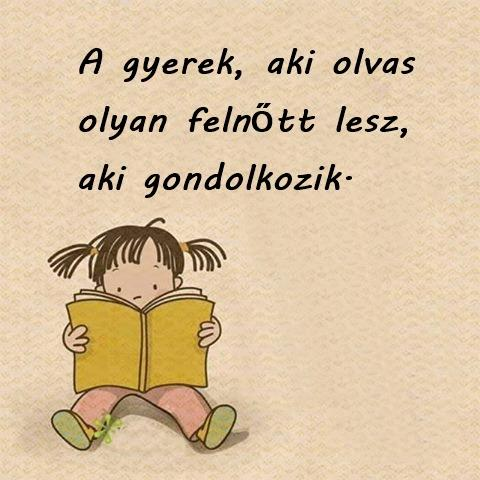 A gyerek, aki olvas
olyan felnőtt lesz,
aki gondolkozik.